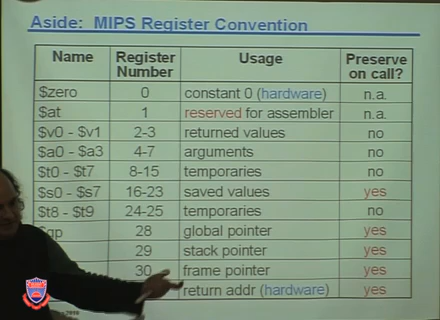 Aside: MIPS Register Convention
Name Register Number Usage Preserve on call?
$zero 0 constant 0 (hardware) n.a.
$at 1 reserved for assembler n.a.
$v0 - $v1 2-3 returned values no
$a0 - $a3 4-7 arguments no
$t0 - $t7 8-15 temporaries no
$s0 - $s7 16-23 saved values yes
$t8 - $t9 24-25 temporaries no
$gp 28 global pointer yes
29 stack pointer yes
30 frame pointer yes
return addr (hardware) yes